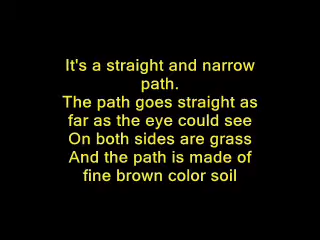 It's a straight and narrow
path.
The path goes straight as
far as the eye could see
On both sides are grass
And the path is made of
fine brown color soil